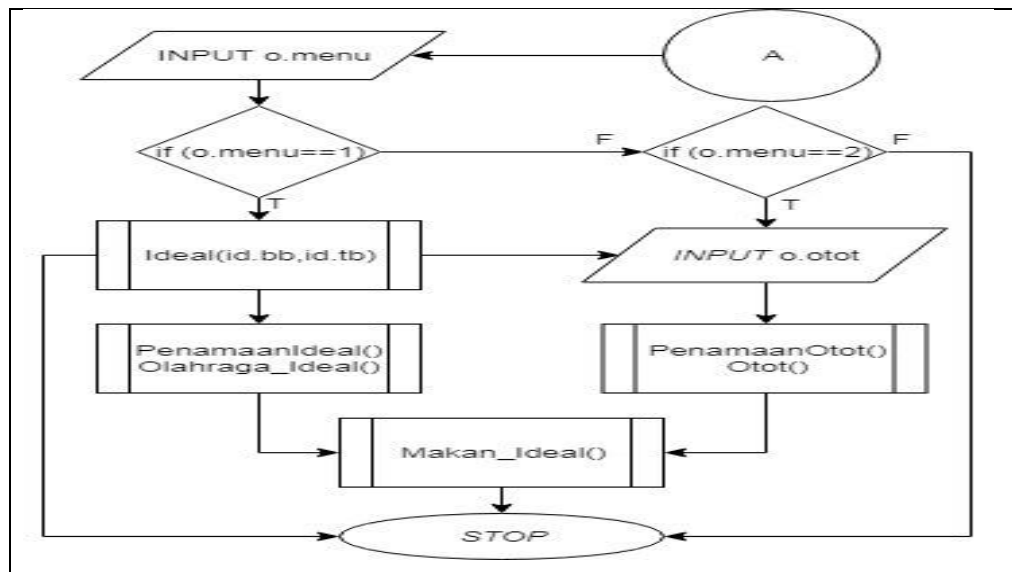 INPUT o.menu
A
if (o.menu==1)
F
if (o.menu==2)
F
T
T
Ideal(id.bb,id.tb)
INPUT o.otot
PenamaanIdeal()
Olahraga_Ideal()
PenamaanOtot()
Otot()
Makan_Ideal()
STOP